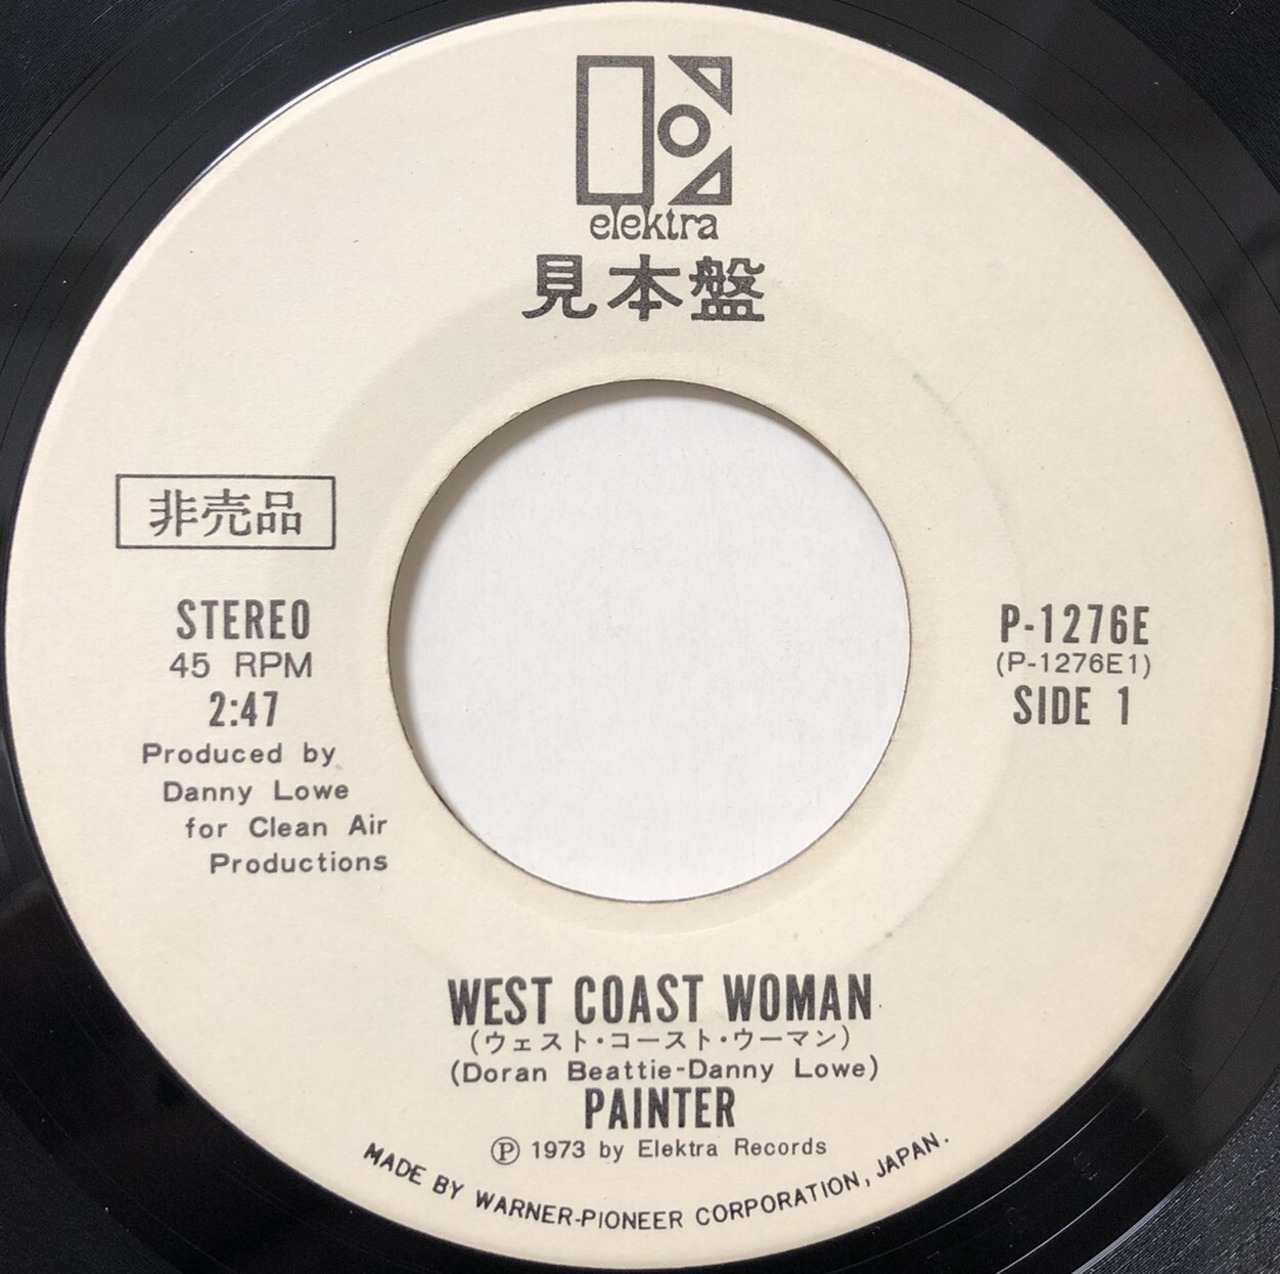 elektra
見本盤
非売品
STEREO
45 RPM
2:47
Produced by
Danny Lowe
for Clean Air
Productions
P-1276E
(P-1276E1)
SIDE 1
WEST COAST WOMAN
(ウェスト・コースト・ウーマン)
(Doran Beattie-Danny Lowe)
PAINTER
Ⓟ 1973 by Elektra Records
MADE BY WARNER-PIONEER CORPORATION, JAPAN.